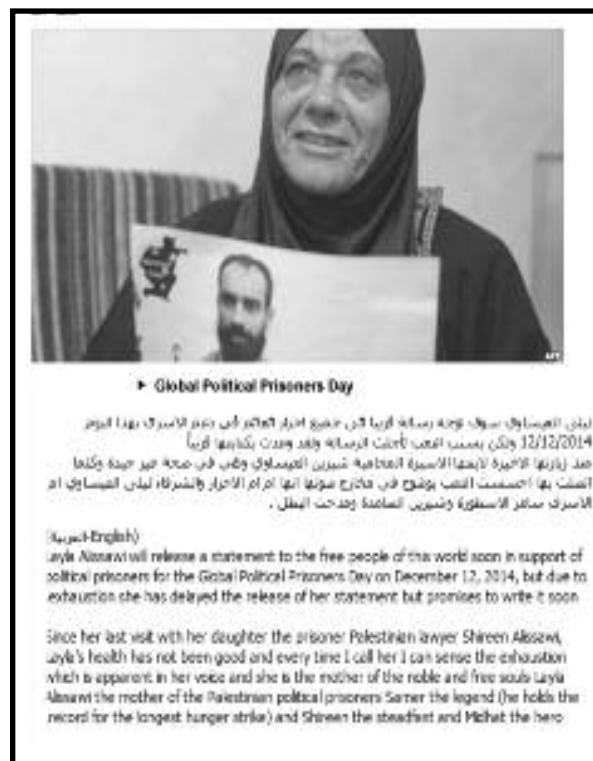 AFP
Global Political Prisoners Day
ليلى العيساوي سوف توجه رسالة قريبا الى جميع احرار العالم في دعم الاسرى بهذا اليوم
12/12/2014 ولكن بسبب التعب تأجلت الرسالة ولقد وعدت بكتابتها قريباً
منذ زيارتها الاخيرة لابنتها الاسيرة المحامية شيرين العيساوي وهي في صحة غير جيدة وكلما
اتصلت بها احسست التعب بوضوح في مخارج صوتها انها ام الاحرار والشرفاء ليلى العيساوي ام
الاسرى سامر الاسطورة وشيرين الصامدة ومدحت البطل .
(العربية-English)
Layla Alissawi will release a statement to the free people of this world soon in support of
political prisoners for the Global Political Prisoners Day on December 12, 2014, but due to
exhaustion she has delayed the release of her statement but promises to write it soon
Since her last visit with her daughter the prisoner Palestinian lawyer Shireen Alissawi,
Layla's health has not been good and every time I call her I can sense the exhaustion
which is apparent in her voice and she is the mother of the noble and free souls Layla
Alissawi the mother of the Palestinian political prisoners Samer the legend (he holds the
record for the longest hunger strike) and Shireen the steadfast and Midhat the hero